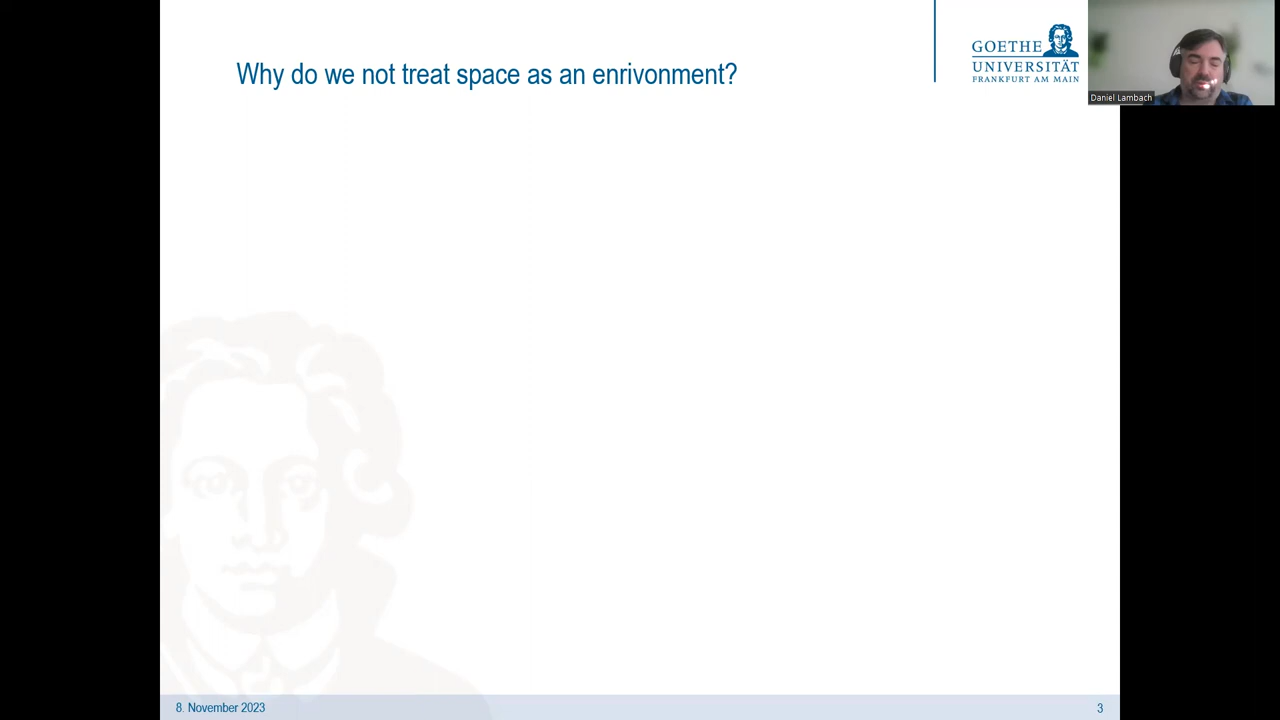 Why do we not treat space as an enrivonment?
GOETHE
UNIVERSITÄT
FRANKFURT AM MAIN
Daniel Lambach
8. November 2023
3